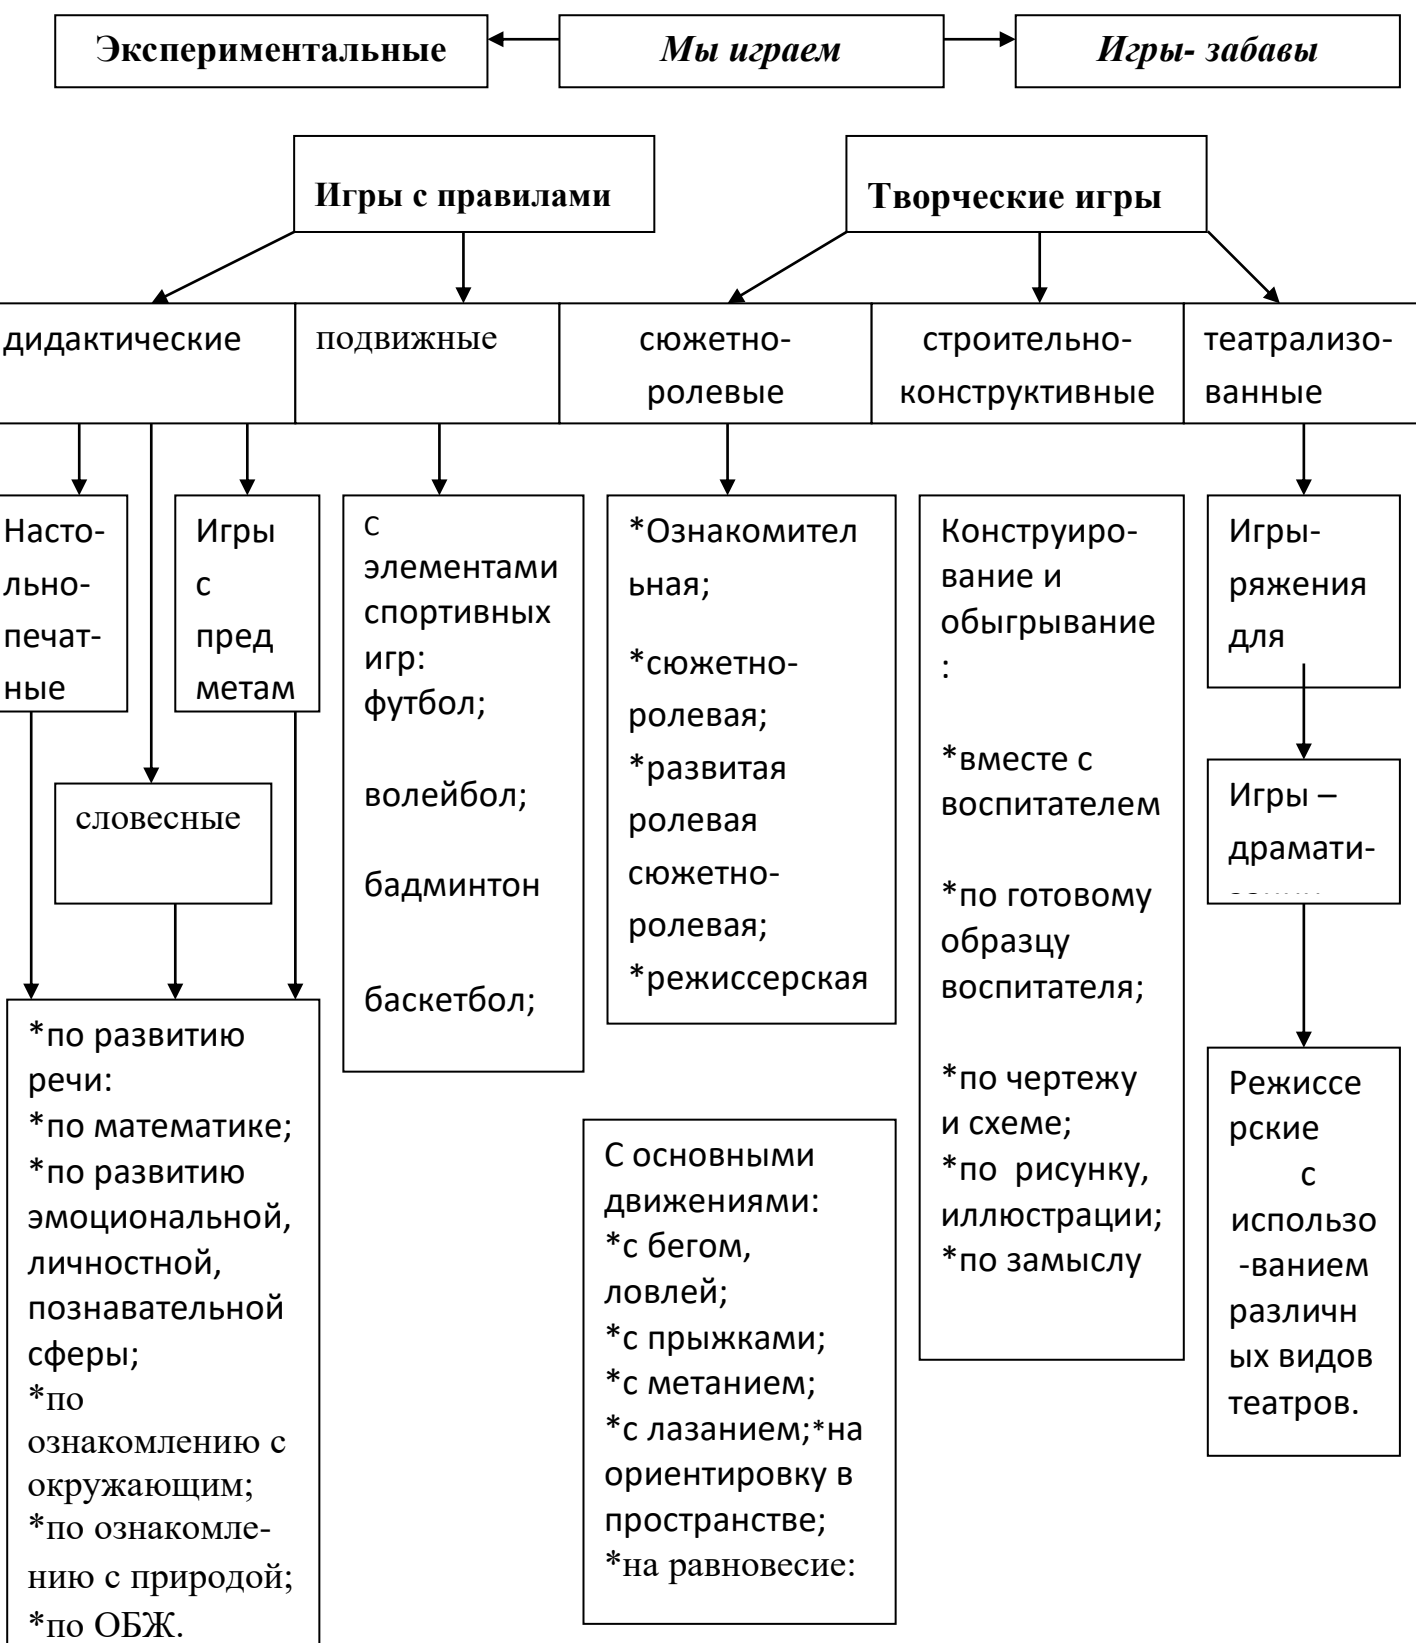 Экспериментальные
Мы играем
Игры- забавы
Игры с правилами
Творческие игры
дидактические
подвижные
сюжетно-
ролевые
строительно-
конструктивные
театрализо-
ванные
Насто-
льно-
печат-
ные
Игры
с
пред
метам
словесные
*по развитию
речи:
*по математике;
*по развитию
эмоциональной,
личностной,
познавательной
сферы;
*по
ознакомлению с
окружающим;
*по ознакомле-
нию с природой;
*по ОБЖ.
С
элементами
спортивных
игр:
футбол;
волейбол;
бадминтон
баскетбол;
*Ознакомител
ьная;
*сюжетно-
ролевая;
*развитая
ролевая
сюжетно-
ролевая;
*режиссерская
С основными
движениями:
*с бегом,
ловлей;
*с прыжками;
*с метанием;
*с лазанием;*на
ориентировку в
пространстве;
*на равновесие:
Конструиро-
вание и
обыгрывание
:
*вместе с
воспитателем
*по готовому
образцу
воспитателя;
*по чертежу
и схеме;
*по рисунку,
иллюстрации;
*по замыслу
Игры-
ряжения
для
Игры –
драмати-
Режиссе
рские
с
использо
-ванием
различн
ых видов
театров.